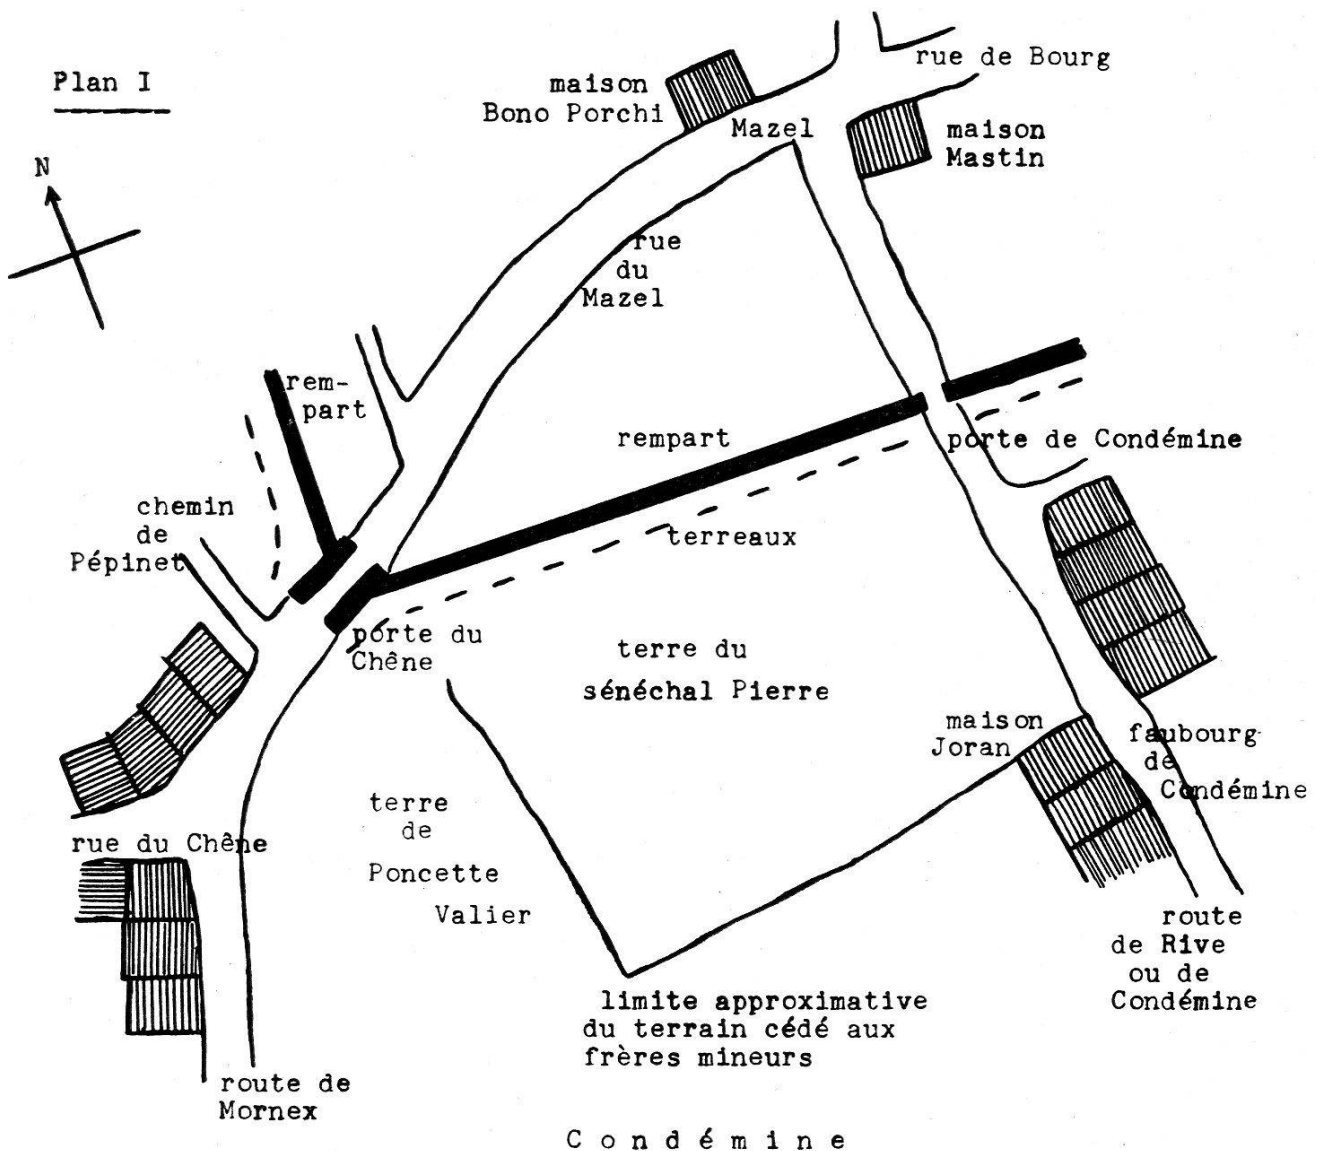 Plan I
N
maison
Bono Porchi
rue de Bourg
Mazel
maison
Mastin
rue
du
Mazel
rem-
part
rempart
porte de Condémine
chemin
de
Pépinet
terreaux
porte du
Chêne
terre du
sénéchal Pierre
maison
Joran
faubourg
de
Condémine
terre
de
Poncette
Valier
rue du Chêne
route
de Rive
ou de
Condémine
limite approximative
du terrain cédé aux
frères mineurs
route de
Mornex
Condémine